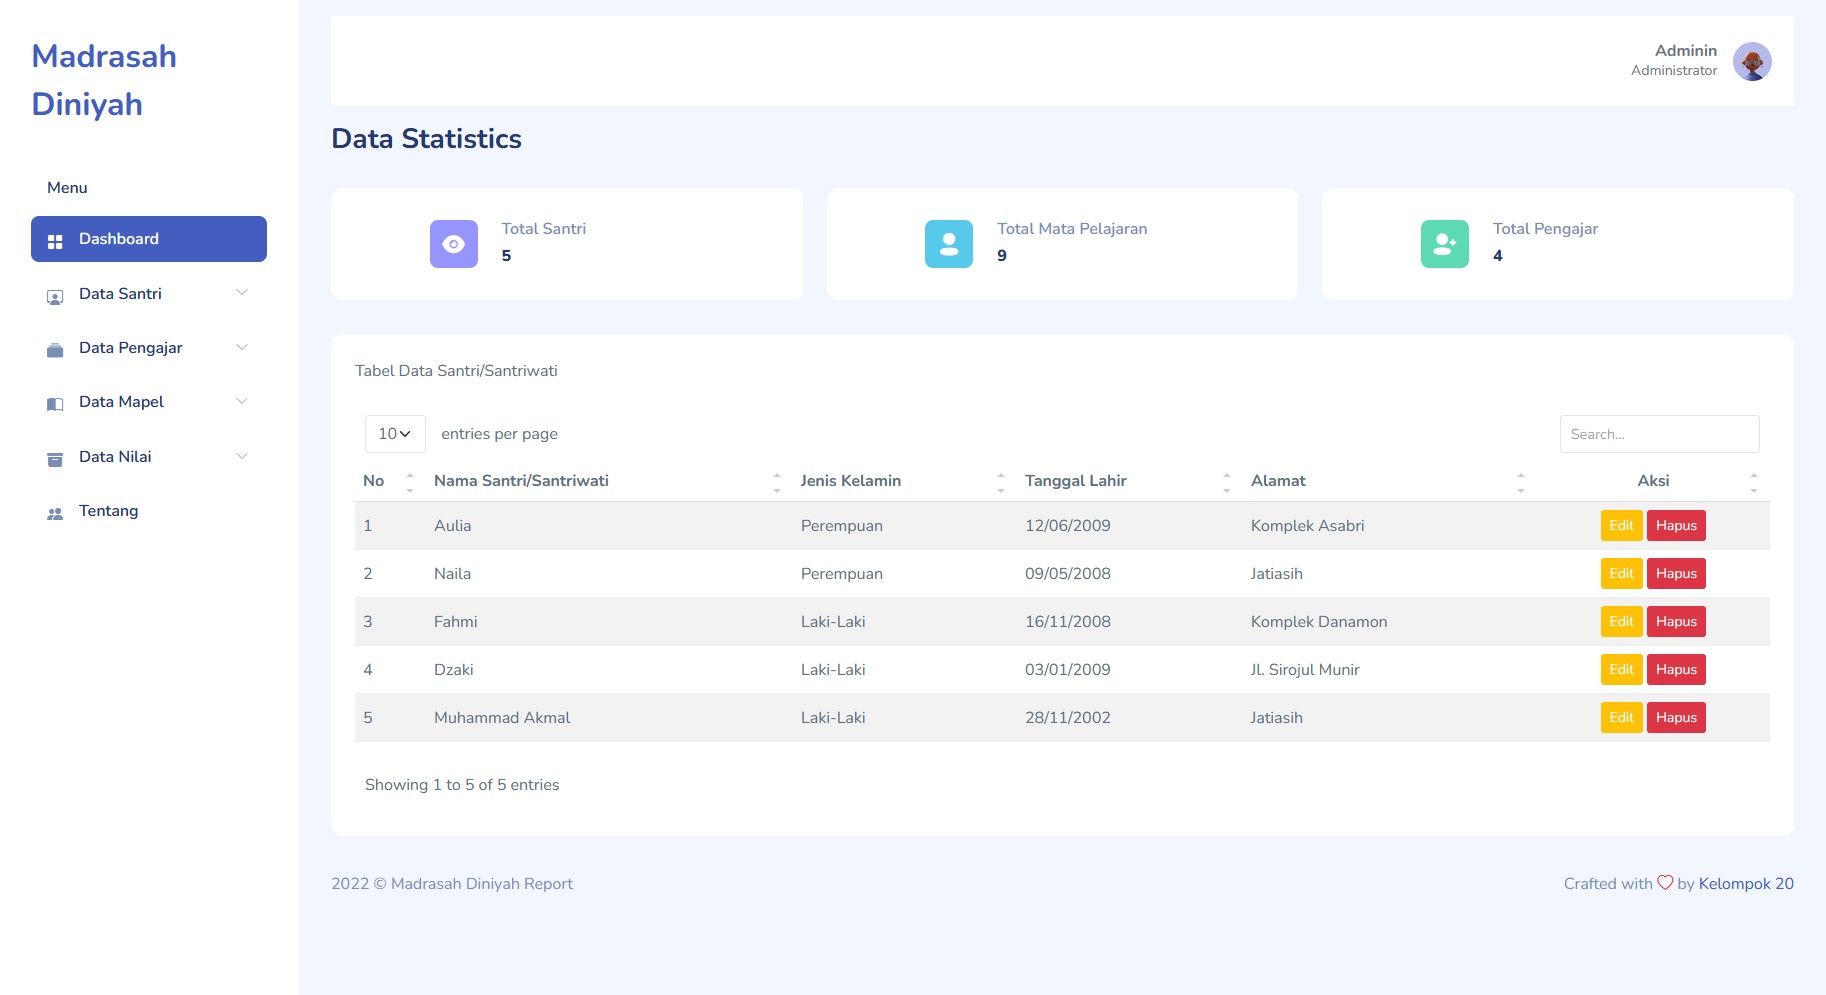 Madrasah
Diniyah
Menu
Dashboard
Data Santri
Data Pengajar
Data Mapel
Data Nilai
Tentang
Adminin
Administrator
Data Statistics
Total Santri
5
Total Mata Pelajaran
9
Total Pengajar
4
Tabel Data Santri/Santriwati
10 entries per page
Search...
No Nama Santri/Santriwati Jenis Kelamin Tanggal Lahir Alamat Aksi
1 Aulia Perempuan 12/06/2009 Komplek Asabri Edit Hapus
2 Naila Perempuan 09/05/2008 Jatiasih Edit Hapus
3 Fahmi Laki-Laki 16/11/2008 Komplek Danamon Edit Hapus
4 Dzaki Laki-Laki 03/01/2009 Jl. Sirojul Munir Edit Hapus
5 Muhammad Akmal Laki-Laki 28/11/2002 Jatiasih Edit Hapus
Showing 1 to 5 of 5 entries
2022 © Madrasah Diniyah Report
Crafted with ♡ by Kelompok 20